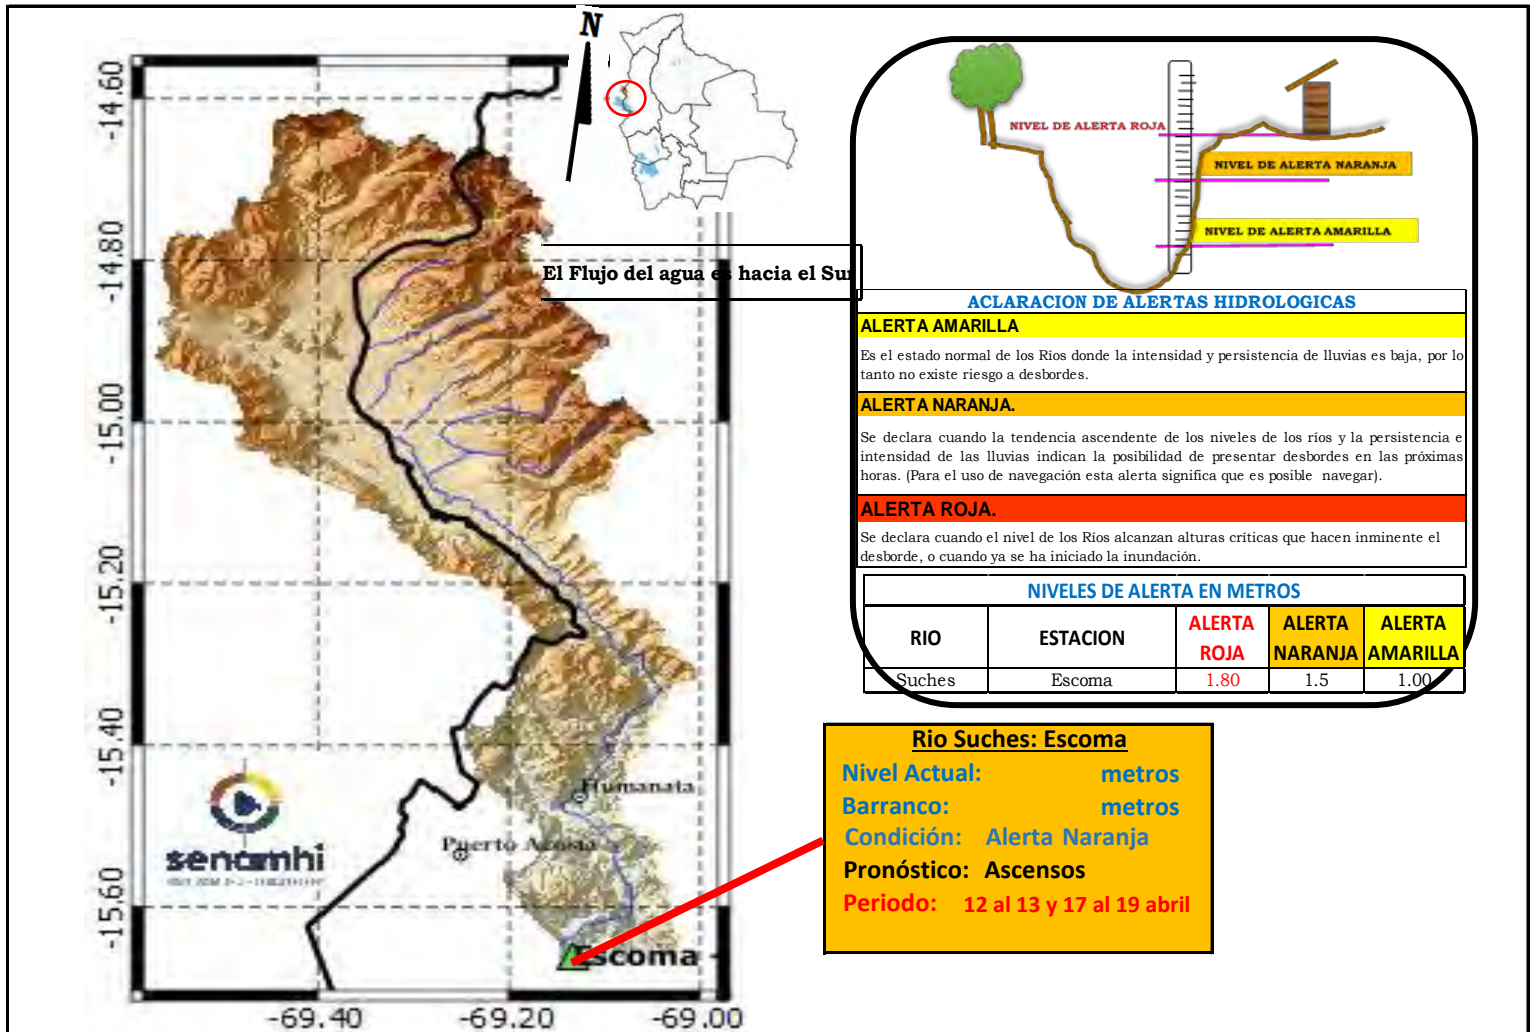 N
-14.60
-14.80
-15.00
-15.20
-15.40
-15.60
-69.40
-69.20
-69.00
El Flujo del agua es hacia el Sur
Humanata
Puerto Acosta
Escoma
senamhi
NIVEL DE ALERTA ROJA
NIVEL DE ALERTA NARANJA
NIVEL DE ALERTA AMARILLA
ACLARACION DE ALERTAS HIDROLOGICAS
ALERTA AMARILLA
Es el estado normal de los Ríos donde la intensidad y persistencia de lluvias es baja, por lo
tanto no existe riesgo a desbordes.
ALERTA NARANJA.
Se declara cuando la tendencia ascendente de los niveles de los ríos y la persistencia e
intensidad de las lluvias indican la posibilidad de presentar desbordes en las próximas
horas. (Para el uso de navegación esta alerta significa que es posible navegar).
ALERTA ROJA.
Se declara cuando el nivel de los Ríos alcanzan alturas críticas que hacen inminente el
desborde, o cuando ya se ha iniciado la inundación.
NIVELES DE ALERTA EN METROS
RIO ESTACION ALERTA ROJA ALERTA NARANJA ALERTA AMARILLA
Suches Escoma 1.80 1.5 1.00
Rio Suches: Escoma
Nivel Actual: metros
Barranco: metros
Condición: Alerta Naranja
Pronóstico: Ascensos
Periodo: 12 al 13 y 17 al 19 abril